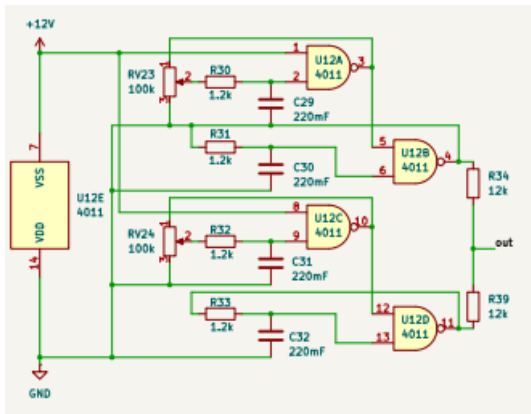 +12V
1
RV23
100k
2
3
R30
1.2k
1
2
U12A
4011
3
C29
220mF
R31
1.2k
C30
220mF
5
6
U12B
4011
4
7
VSS
U12E
4011
VDD
14
R34
12k
1
RV24
100k
2
3
R32
1.2k
8
9
U12C
4011
10
out
C31
220mF
R33
1.2k
C32
220mF
12
13
U12D
4011
11
R39
12k
GND